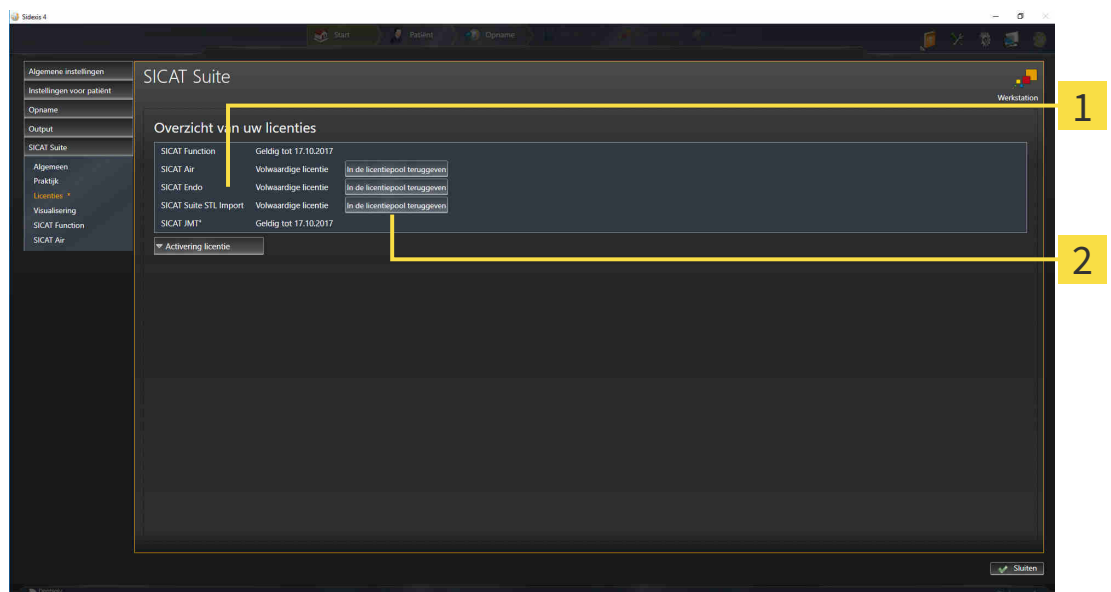 Sidexis 4
Start Patiënt Opname
Algemene instellingen
Instellingen voor patiënt
Opname
Output
SICAT Suite
Algemeen
Praktijk
Licenties *
Visualisering
SICAT Function
SICAT Air
SICAT Suite
Werkstation
Overzicht van uw licenties
SICAT Function Geldig tot 17.10.2017
SICAT Air Volwaardige licentie In de licentiepool teruggeven
SICAT Endo Volwaardige licentie In de licentiepool teruggeven
SICAT Suite STL Import Volwaardige licentie In de licentiepool teruggeven
SICAT JMT⁺ Geldig tot 17.10.2017
Activering licentie
1
2
Sluiten